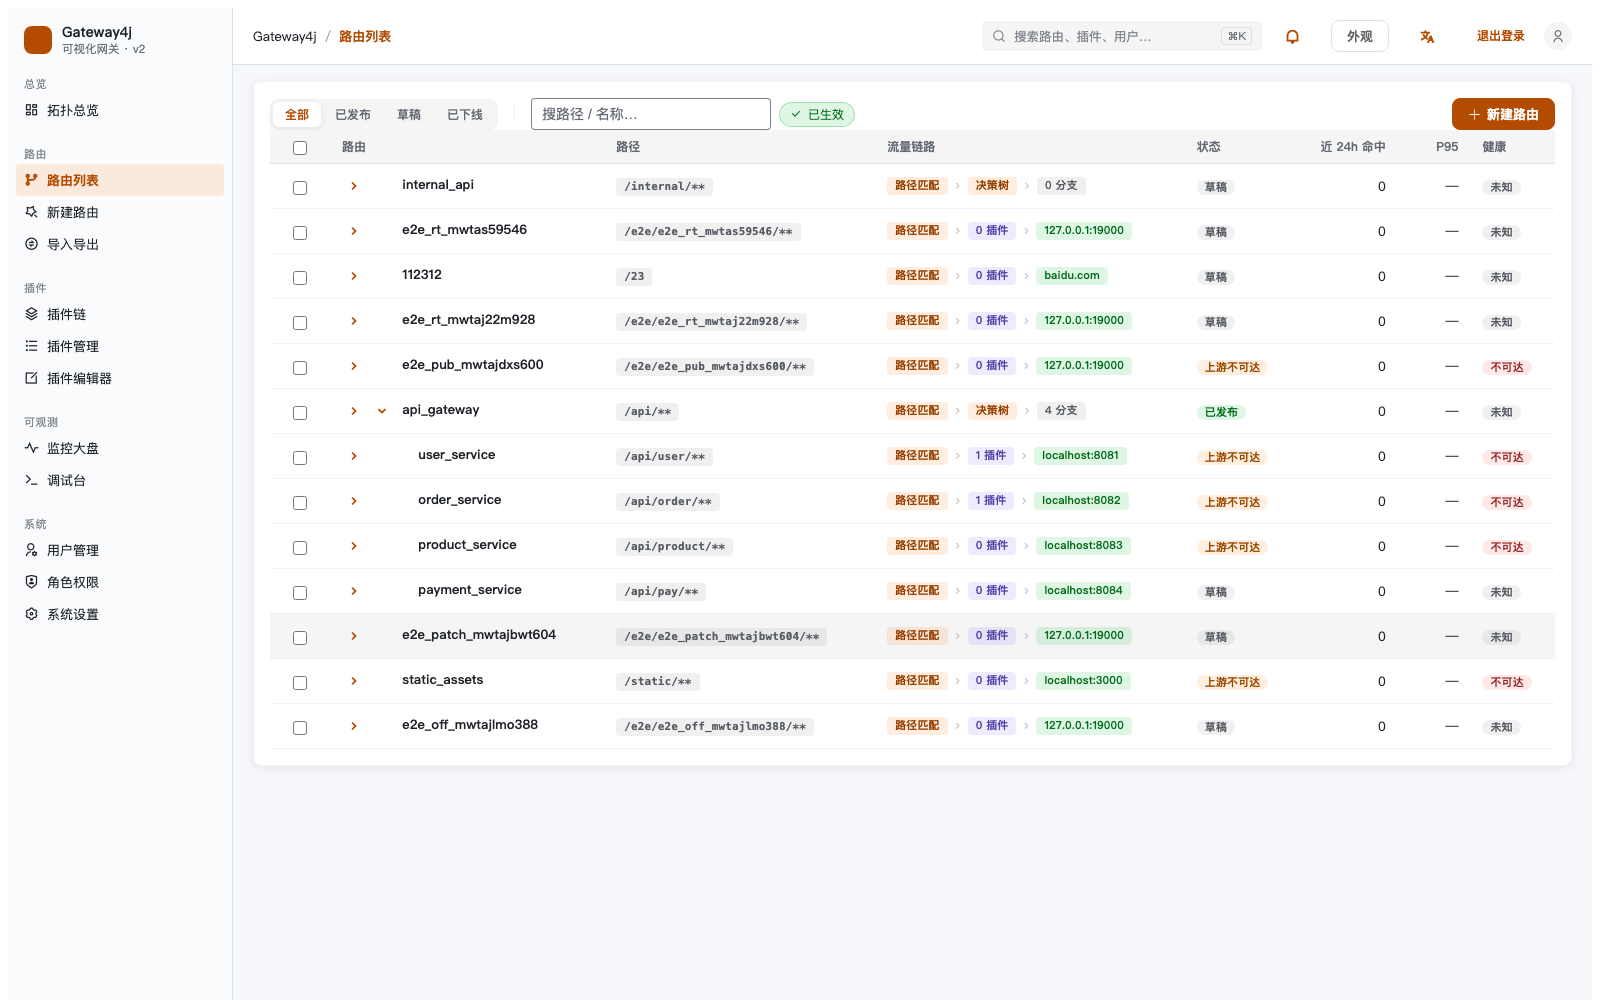 Gateway4j
可视化网关 · v2
总览
拓扑总览
路由
路由列表
新建路由
导入导出
插件
插件链
插件管理
插件编辑器
可观测
监控大盘
调试台
系统
用户管理
角色权限
系统设置
Gateway4j / 路由列表
搜索路由、插件、用户… ⌘K 外观 退出登录
全部 已发布 草稿 已下线 搜路径 / 名称… 已生效 新建路由
路由 路径 流量链路 状态 近 24h 命中 P95 健康
internal_api /internal/** 路径匹配 › 决策树 › 0 分支 草稿 0 — 未知
e2e_rt_mwtas59546 /e2e/e2e_rt_mwtas59546/** 路径匹配 › 0 插件 › 127.0.0.1:19000 草稿 0 — 未知
112312 /23 路径匹配 › 0 插件 › baidu.com 草稿 0 — 未知
e2e_rt_mwtaj22m928 /e2e/e2e_rt_mwtaj22m928/** 路径匹配 › 0 插件 › 127.0.0.1:19000 草稿 0 — 未知
e2e_pub_mwtajdxs600 /e2e/e2e_pub_mwtajdxs600/** 路径匹配 › 0 插件 › 127.0.0.1:19000 上游不可达 0 — 不可达
api_gateway /api/** 路径匹配 › 决策树 › 4 分支 已发布 0 — 未知
user_service /api/user/** 路径匹配 › 1 插件 › localhost:8081 上游不可达 0 — 不可达
order_service /api/order/** 路径匹配 › 1 插件 › localhost:8082 上游不可达 0 — 不可达
product_service /api/product/** 路径匹配 › 0 插件 › localhost:8083 上游不可达 0 — 不可达
payment_service /api/pay/** 路径匹配 › 0 插件 › localhost:8084 草稿 0 — 未知
e2e_patch_mwtajbwt604 /e2e/e2e_patch_mwtajbwt604/** 路径匹配 › 0 插件 › 127.0.0.1:19000 草稿 0 — 未知
static_assets /static/** 路径匹配 › 0 插件 › localhost:3000 上游不可达 0 — 不可达
e2e_off_mwtajlmo388 /e2e/e2e_off_mwtajlmo388/** 路径匹配 › 0 插件 › 127.0.0.1:19000 草稿 0 — 未知